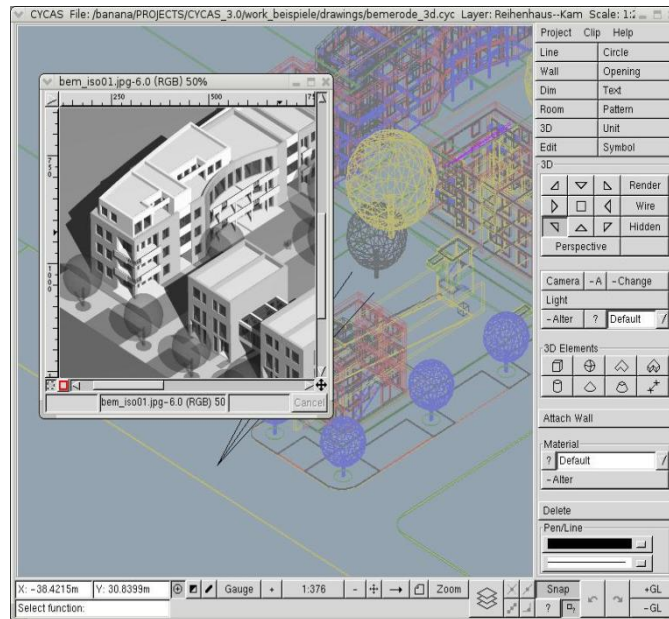 CYCAS File: /banana/PROJECTS/CYCAS_3.0/work_beispiele/drawings/bemerode_3d.cyc Layer: Reihenhaus--Kam Scale: 1:
Project Clip Help
Line Circle
Wall Opening
Dim Text
Room Pattern
3D Unit
Edit Symbol
3D
Render
Wire
Hidden
Perspective
Camera -A -Change
Light
-Alter ? Default
3D Elements
Attach Wall
Material
? Default
-Alter
Delete
Pen/Line
bem_iso01.jpg-6.0 (RGB) 50%
250 500
750
1000
bem_iso01.jpg-6.0 (RGB) 50
Cancel
X: -38.4215m Y: 30.8399m Gauge + 1:376 - Zoom Snap +GL
Select function: ? -GL